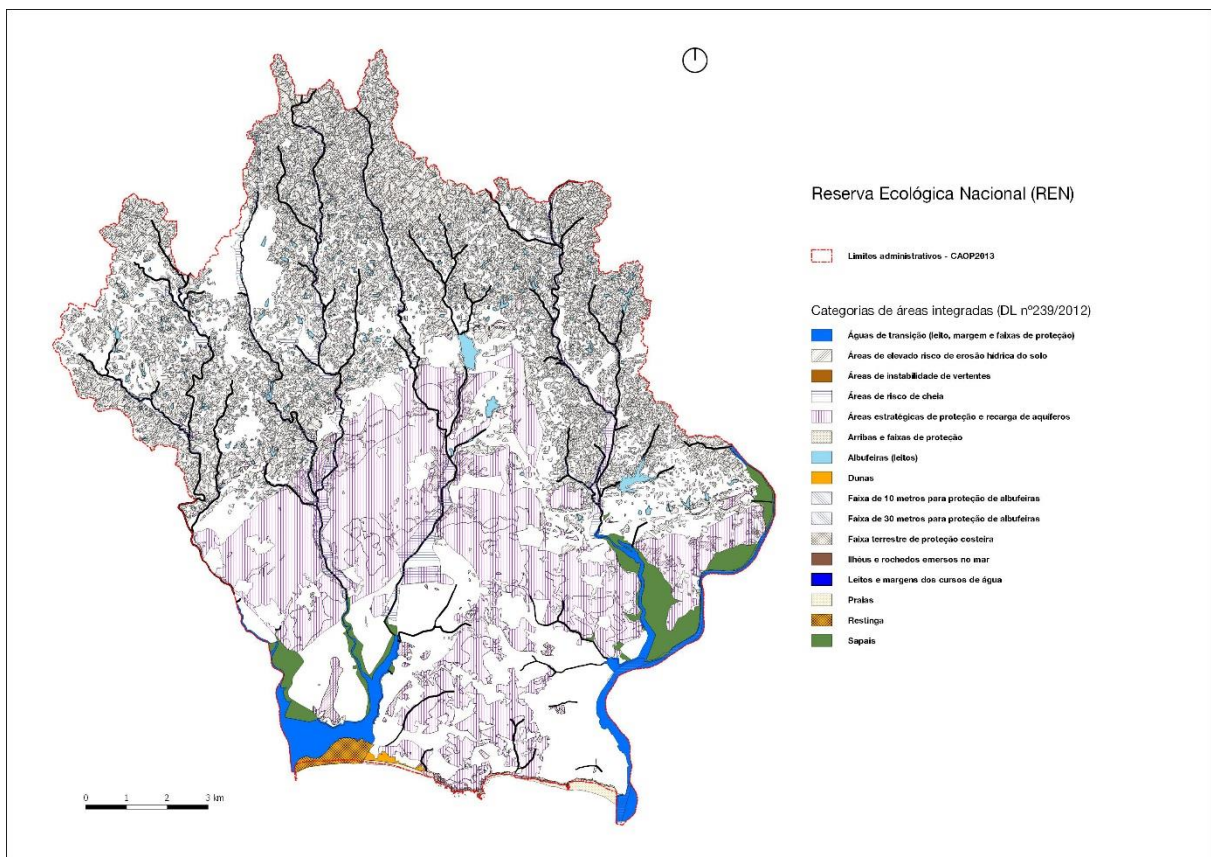 Reserva Ecológica Nacional (REN)
Limites administrativos - CAOP2013
Categorias de áreas integradas (DL nº239/2012)
Águas de transição (leito, margem e faixas de proteção)
Áreas de elevado risco de erosão hídrica do solo
Áreas de instabilidade de vertentes
Áreas de risco de cheia
Áreas estratégicas de proteção e recarga de aquíferos
Arribas e faixas de proteção
Albufeiras (leitos)
Dunas
Faixa de 10 metros para proteção de albufeiras
Faixa de 30 metros para proteção de albufeiras
Faixa terrestre de proteção costeira
Ilhéus e rochedos emersos no mar
Leitos e margens dos cursos de água
Praias
Restinga
Sapais
0 1 2 3 km